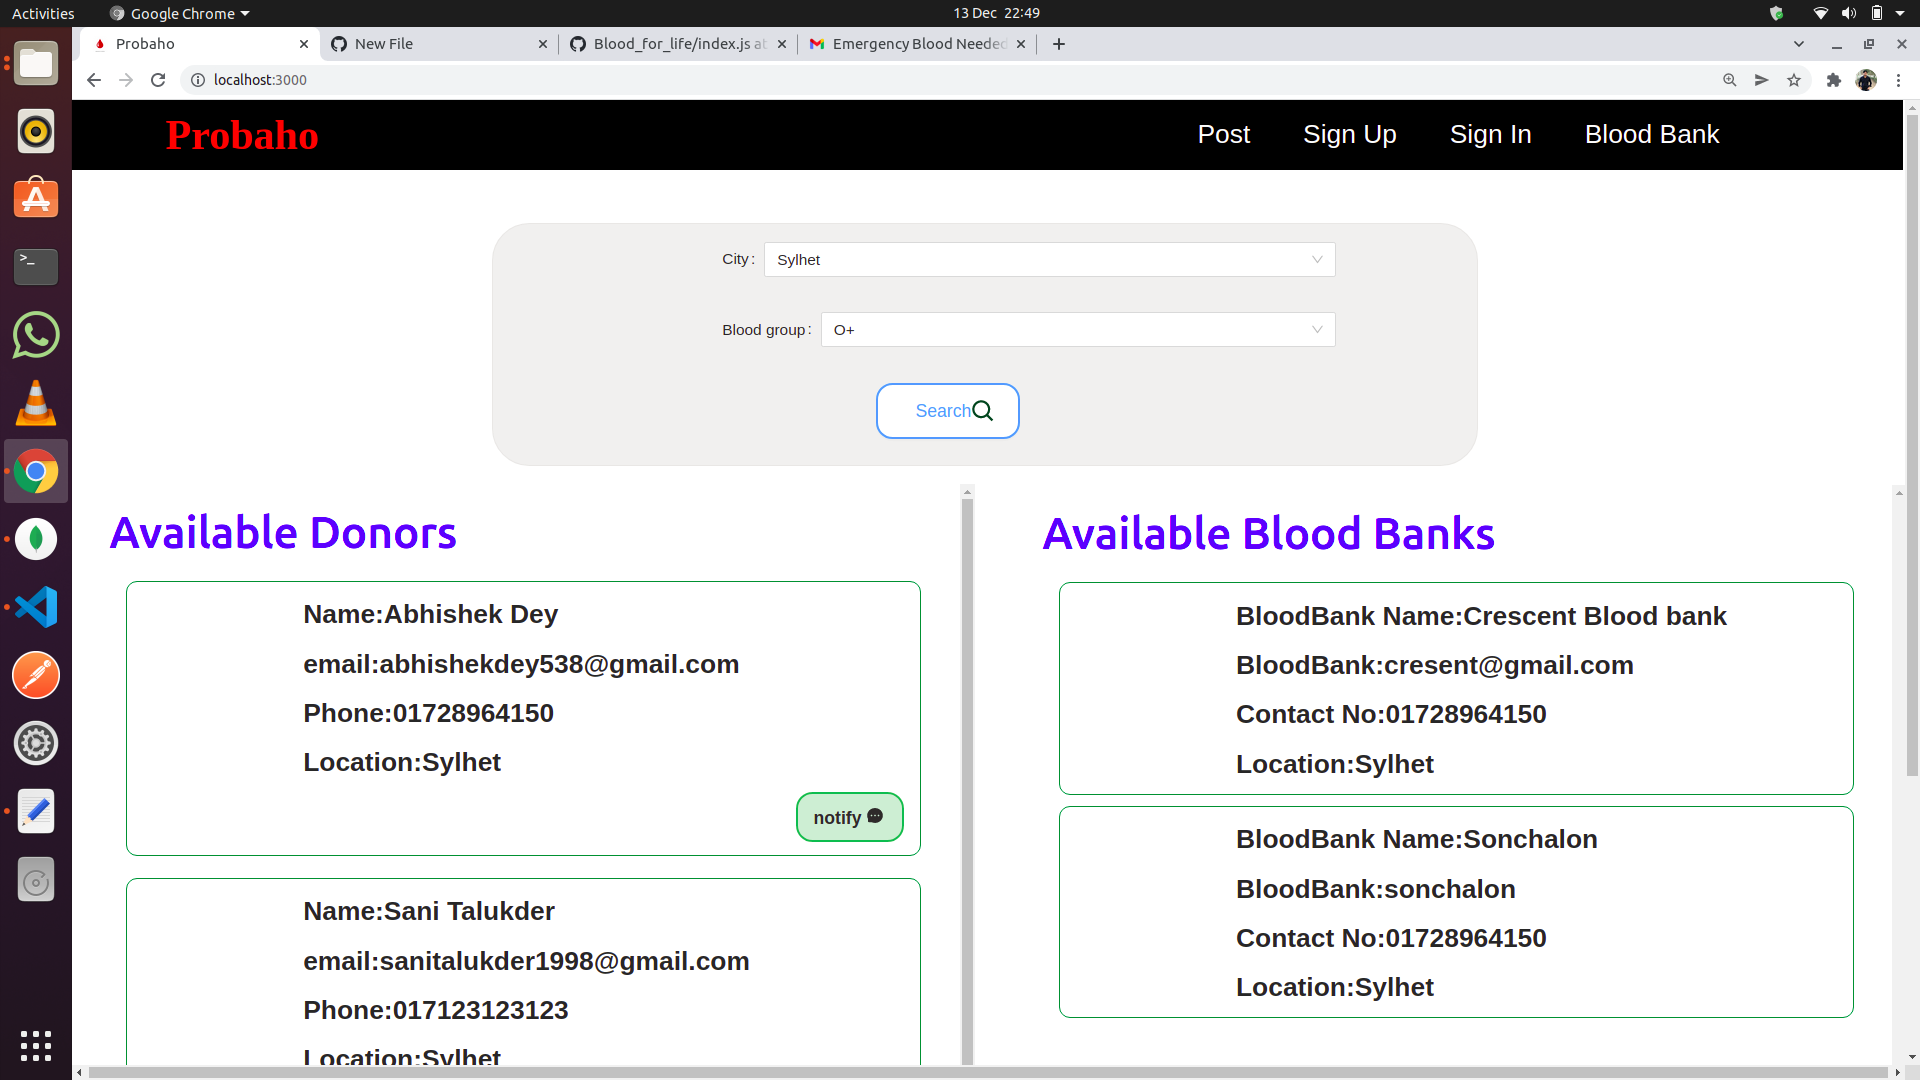 Activities
Google Chrome
13 Dec 22:49
Probaho
New File
Blood_for_life/index.js at
Emergency Blood Needed
localhost:3000
Probaho
Post
Sign Up
Sign In
Blood Bank
City:
Sylhet
Blood group:
O+
Search
Available Donors
Name:Abhishek Dey
email:abhishekdey538@gmail.com
Phone:01728964150
Location:Sylhet
notify
Name:Sani Talukder
email:sanitalukder1998@gmail.com
Phone:017123123123
Location:Sylhet
Available Blood Banks
BloodBank Name:Crescent Blood bank
BloodBank:cresent@gmail.com
Contact No:01728964150
Location:Sylhet
BloodBank Name:Sonchalon
BloodBank:sonchalon
Contact No:01728964150
Location:Sylhet